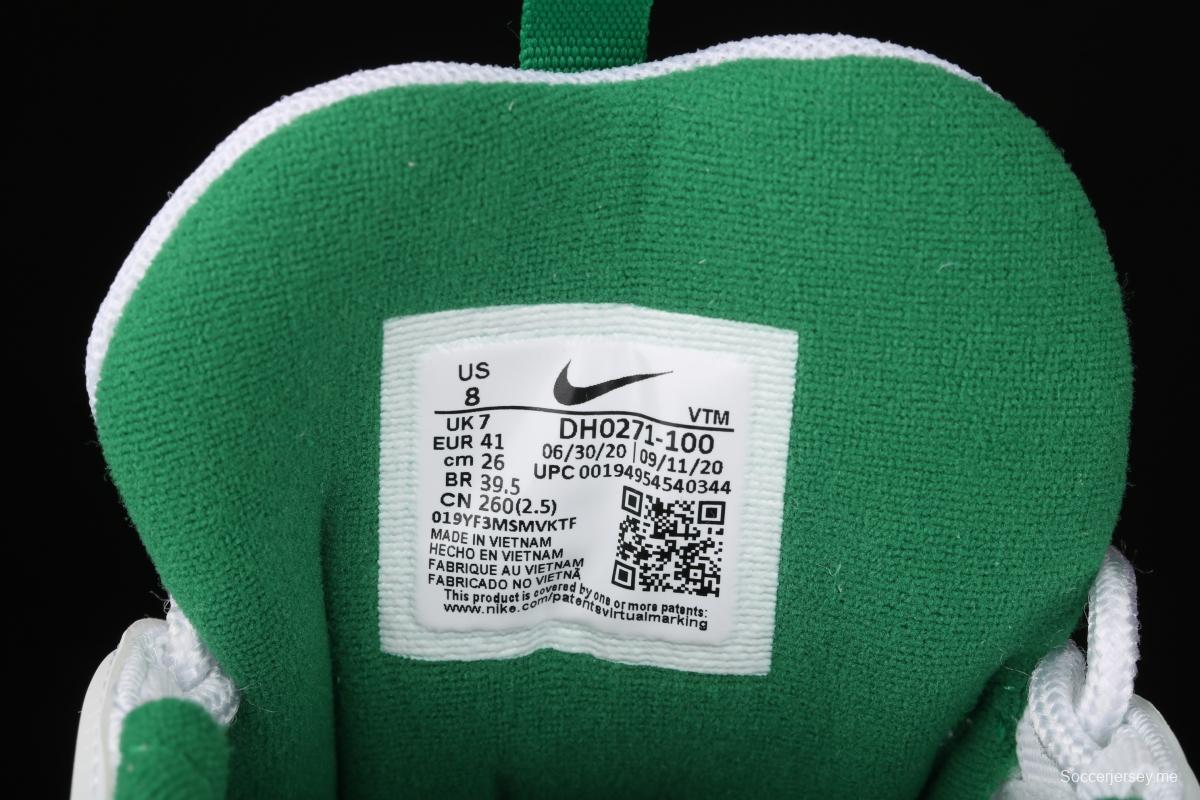 US
8
VTM
UK 7
EUR 41
cm 26
BR 39.5
CN 260(2.5)
019YF3MSMVKTF
DH0271-100
06/30/20 | 09/11/20
UPC 00194954540344
MADE IN VIETNAM
HECHO EN VIETNAM
FABRIQUE AU VIETNAM
FABRICADO NO VIETNÃ
This product is covered by one or more patents:
www.nike.com/patentsvirtualmarking
Soccerjersey.me